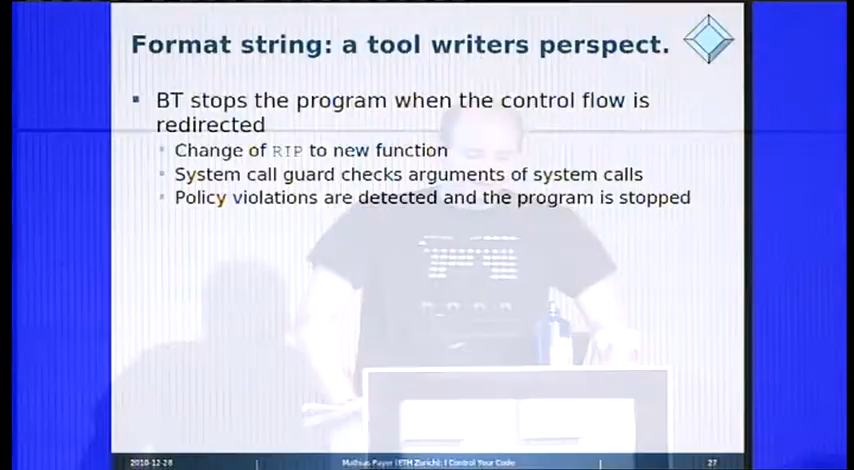 Format string: a tool writers perspect.
BT stops the program when the control flow is
redirected
Change of RIP to new function
System call guard checks arguments of system calls
Policy violations are detected and the program is stopped
2010-12-28
Mathias Payer (ETH Zurich): I Control Your Code
27